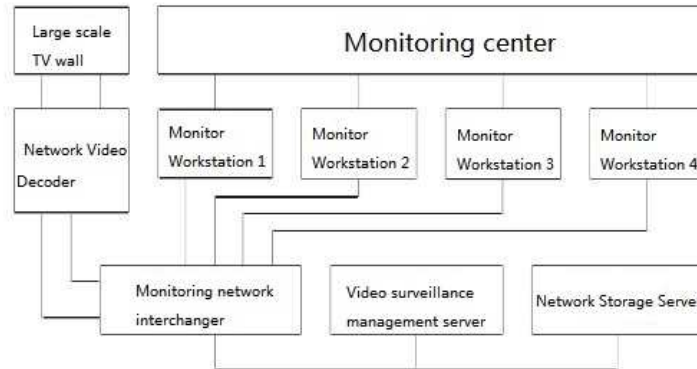 Large scale
TV wall
Monitoring center
Network Video
Decoder
Monitor
Workstation 1
Monitor
Workstation 2
Monitor
Workstation 3
Monitor
Workstation 4
Monitoring network
interchanger
Video surveillance
management server
Network Storage Serve